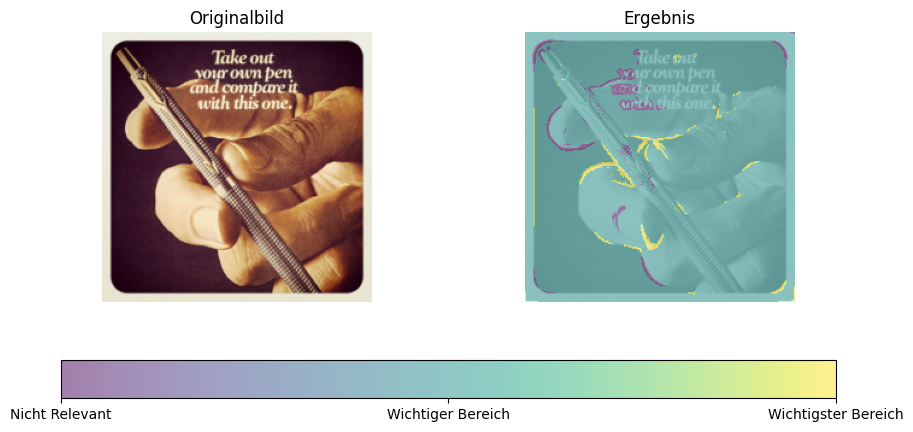 Originalbild
Ergebnis
Take out
your own pen
and compare it
with this one.
Take out
your own pen
and compare it
with this one.
Nicht Relevant
Wichtiger Bereich
Wichtigster Bereich